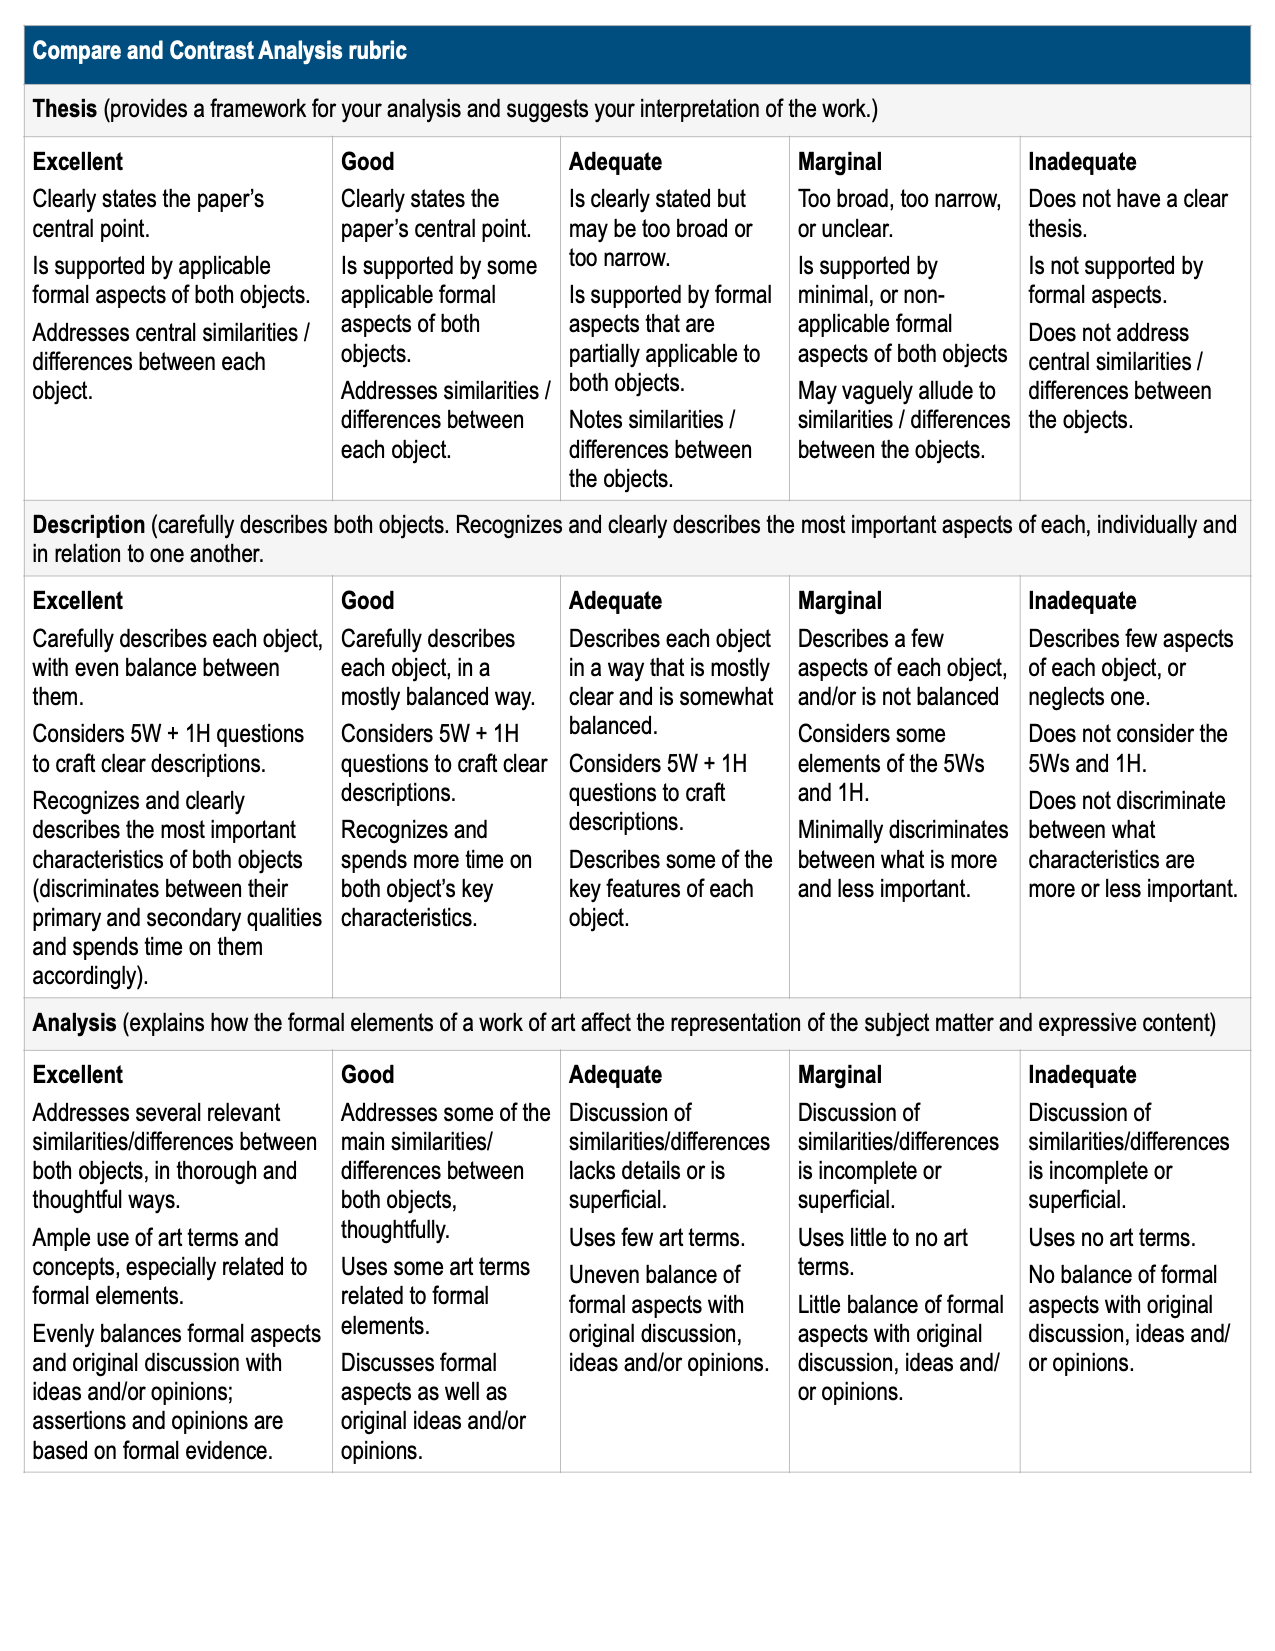 Compare and Contrast Analysis rubric
Thesis (provides a framework for your analysis and suggests your interpretation of the work.)
Excellent
Clearly states the paper’s
central point.
Is supported by applicable
formal aspects of both objects.
Addresses central similarities /
differences between each
object.
Good
Clearly states the
paper’s central point.
Is supported by some
applicable formal
aspects of both
objects.
Addresses similarities /
differences between
each object.
Adequate
Is clearly stated but
may be too broad or
too narrow.
Is supported by formal
aspects that are
partially applicable to
both objects.
Notes similarities /
differences between
the objects.
Marginal
Too broad, too narrow,
or unclear.
Is supported by
minimal, or non-
applicable formal
aspects of both objects
May vaguely allude to
similarities / differences
between the objects.
Inadequate
Does not have a clear
thesis.
Is not supported by
formal aspects.
Does not address
central similarities /
differences between
the objects.
Description (carefully describes both objects. Recognizes and clearly describes the most important aspects of each, individually and
in relation to one another.
Excellent
Carefully describes each object,
with even balance between
them.
Considers 5W + 1H questions
to craft clear descriptions.
Recognizes and clearly
describes the most important
characteristics of both objects
(discriminates between their
primary and secondary qualities
and spends time on them
accordingly).
Good
Carefully describes
each object, in a
mostly balanced way.
Considers 5W + 1H
questions to craft clear
descriptions.
Recognizes and
spends more time on
both object’s key
characteristics.
Adequate
Describes each object
in a way that is mostly
clear and is somewhat
balanced.
Considers 5W + 1H
questions to craft
descriptions.
Describes some of the
key features of each
object.
Marginal
Describes a few
aspects of each object,
and/or is not balanced
Considers some
elements of the 5Ws
and 1H.
Minimally discriminates
between what is more
and less important.
Inadequate
Describes few aspects
of each object, or
neglects one.
Does not consider the
5Ws and 1H.
Does not discriminate
between what
characteristics are
more or less important.
Analysis (explains how the formal elements of a work of art affect the representation of the subject matter and expressive content)
Excellent
Addresses several relevant
similarities/differences between
both objects, in thorough and
thoughtful ways.
Ample use of art terms and
concepts, especially related to
formal elements.
Evenly balances formal aspects
and original discussion with
ideas and/or opinions;
assertions and opinions are
based on formal evidence.
Good
Addresses some of the
main similarities/
differences between
both objects,
thoughtfully.
Uses some art terms
related to formal
elements.
Discusses formal
aspects as well as
original ideas and/or
opinions.
Adequate
Discussion of
similarities/differences
lacks details or is
superficial.
Uses few art terms.
Uneven balance of
formal aspects with
original discussion,
ideas and/or opinions.
Marginal
Discussion of
similarities/differences
is incomplete or
superficial.
Uses little to no art
terms.
Little balance of formal
aspects with original
discussion, ideas and/
or opinions.
Inadequate
Discussion of
similarities/differences
is incomplete or
superficial.
Uses no art terms.
No balance of formal
aspects with original
discussion, ideas and/
or opinions.